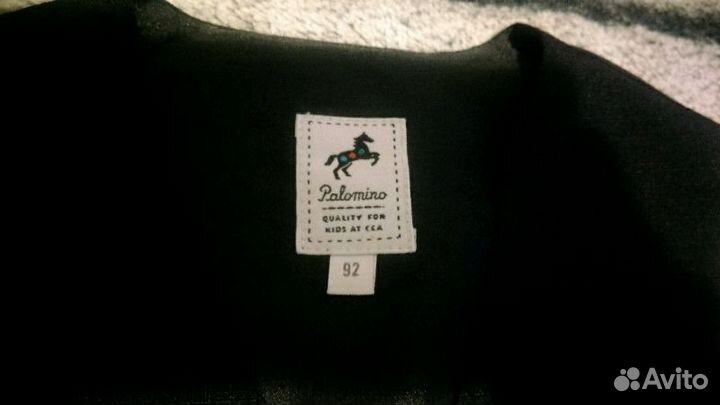 Palomino
QUALITY FOR
KIDS AT C&A
92
Avito